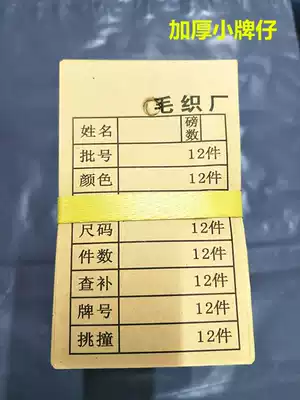 加厚小牌仔
毛织厂
姓名 磅数
批号 12件
颜色 12件
尺码 12件
件数 12件
查补 12件
牌号 12件
挑撞 12件